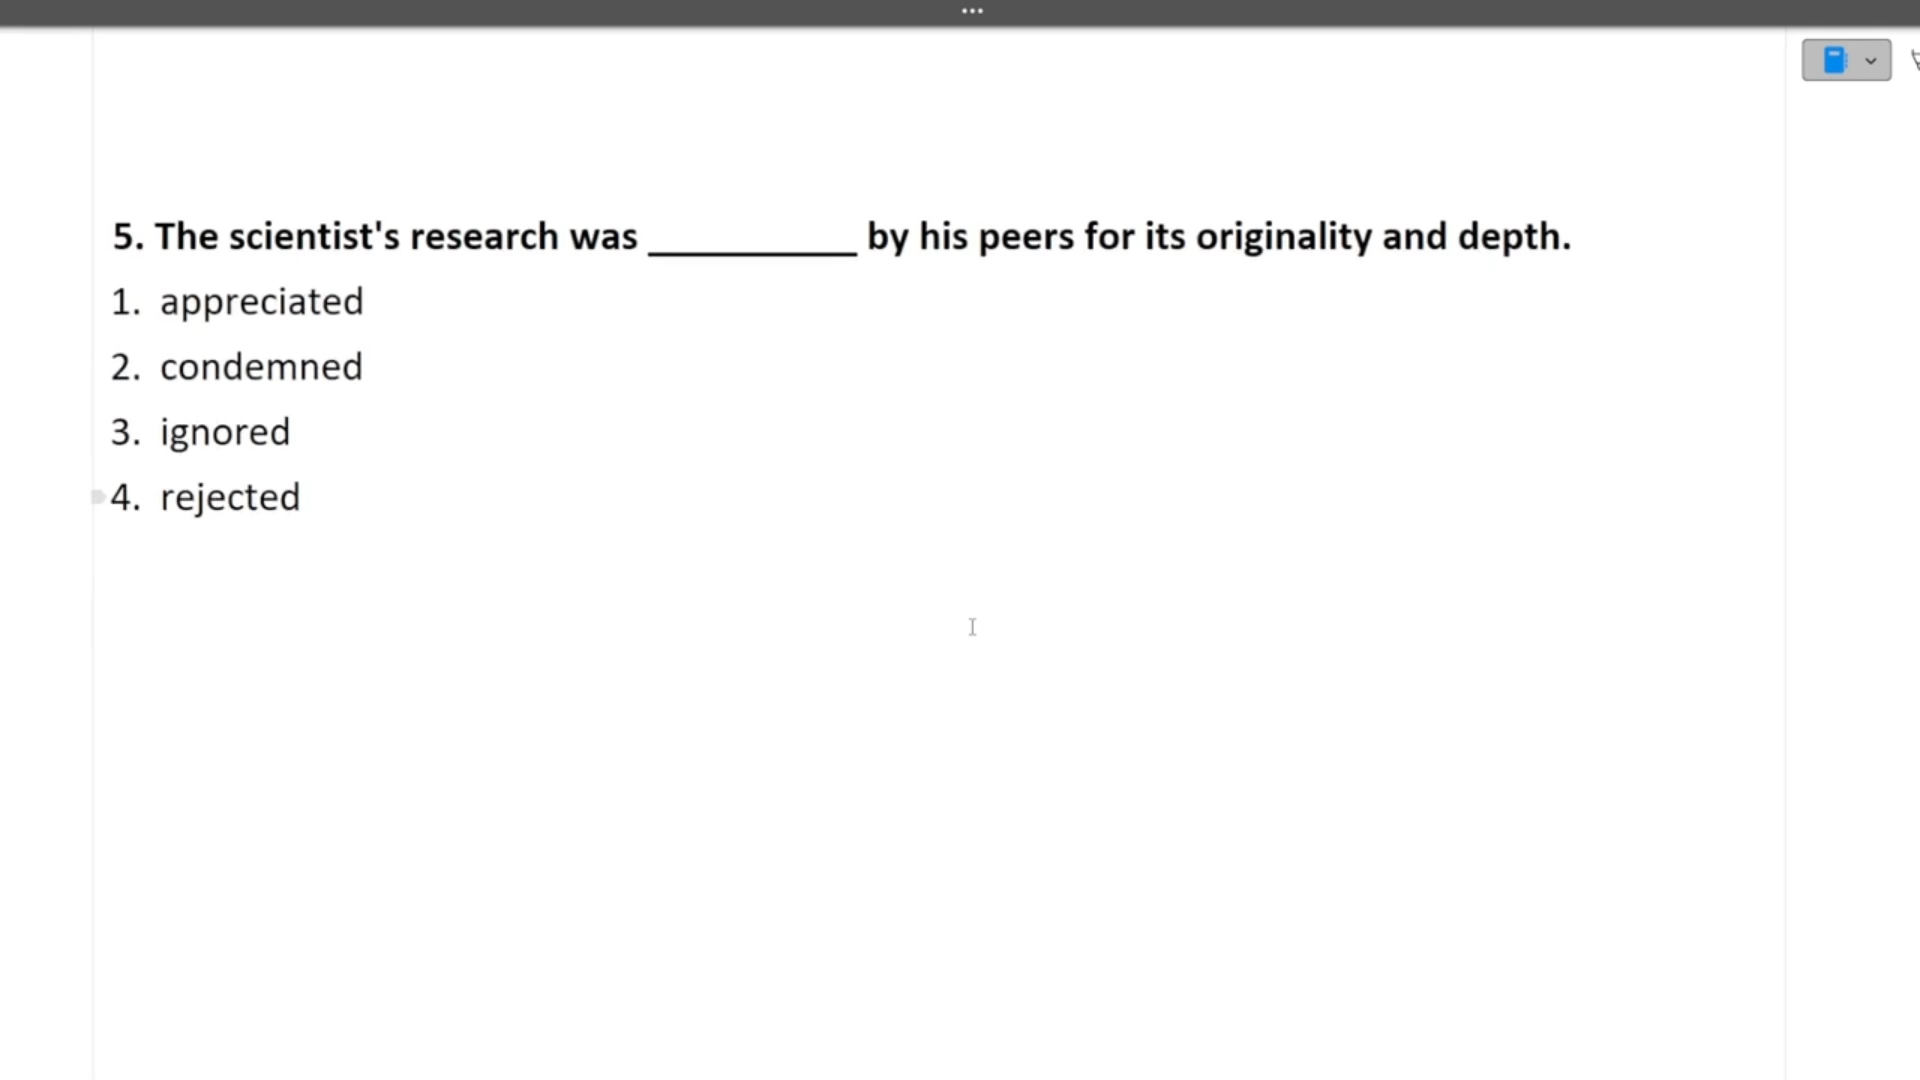 5. The scientist's research was __________ by his peers for its originality and depth.
1. appreciated
2. condemned
3. ignored
4. rejected